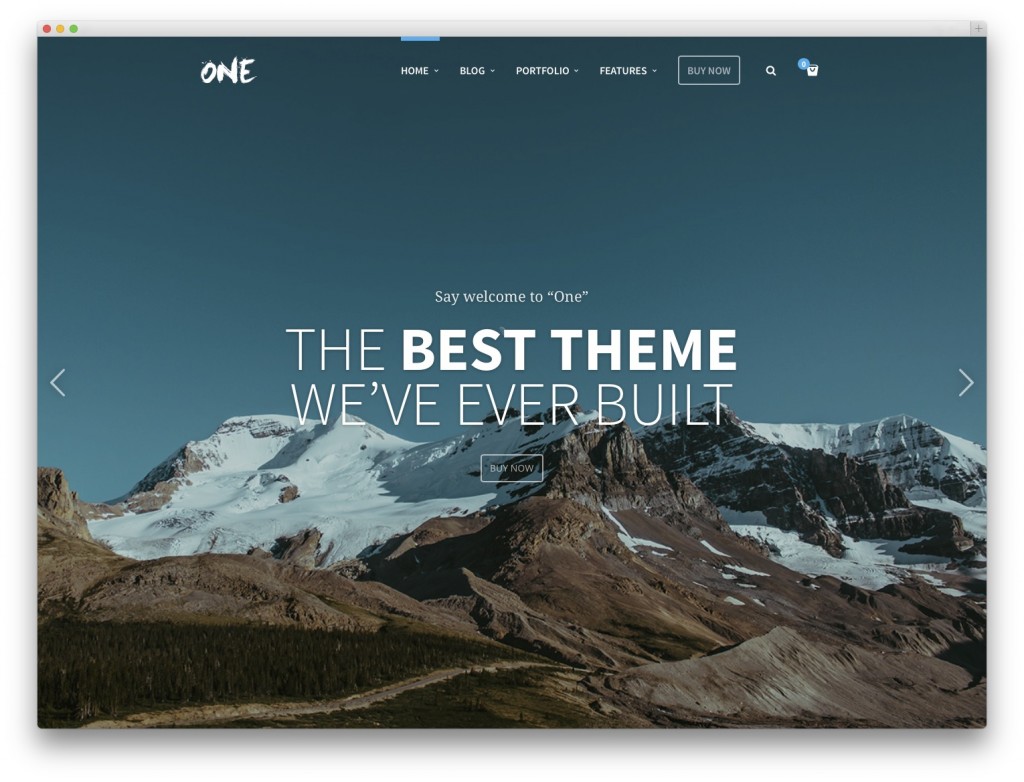 ONE
HOME BLOG PORTFOLIO FEATURES BUY NOW 0
Say welcome to “One”
THE BEST THEME
WE’VE EVER BUILT
BUY NOW